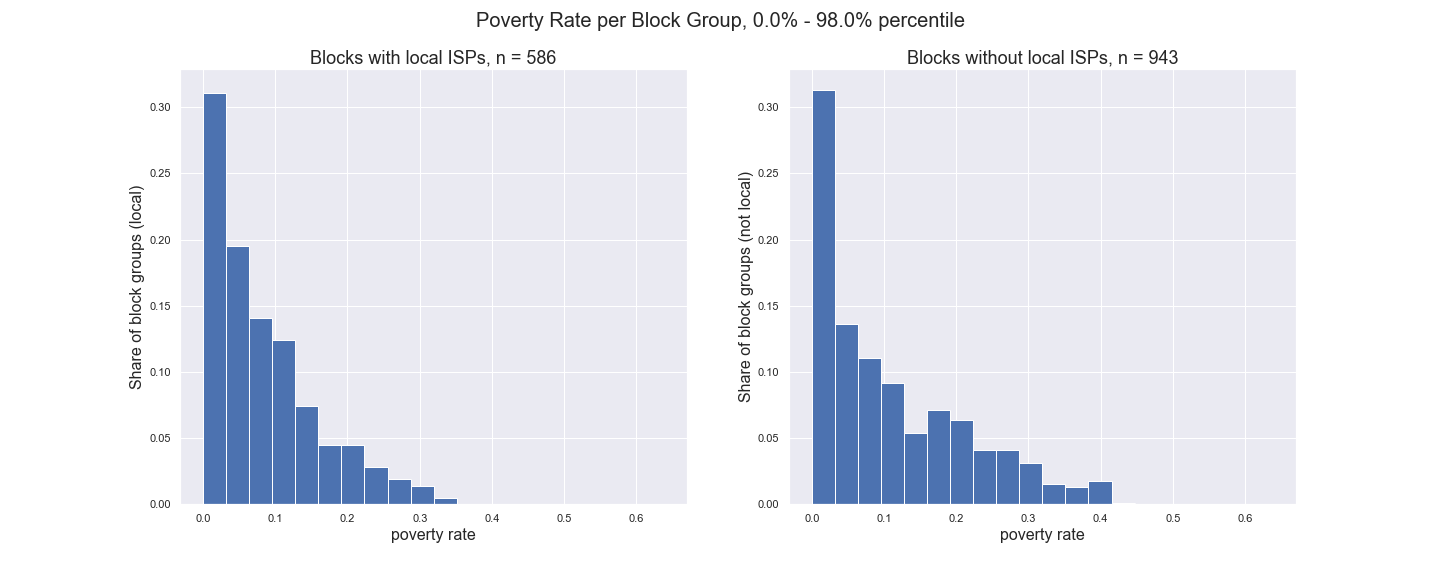 Poverty Rate per Block Group, 0.0% - 98.0% percentile
Blocks with local ISPs, n = 586
Share of block groups (local)
0.30
0.25
0.20
0.15
0.10
0.05
0.00
0.0 0.1 0.2 0.3 0.4 0.5 0.6
poverty rate
Blocks without local ISPs, n = 943
Share of block groups (not local)
0.30
0.25
0.20
0.15
0.10
0.05
0.00
0.0 0.1 0.2 0.3 0.4 0.5 0.6
poverty rate